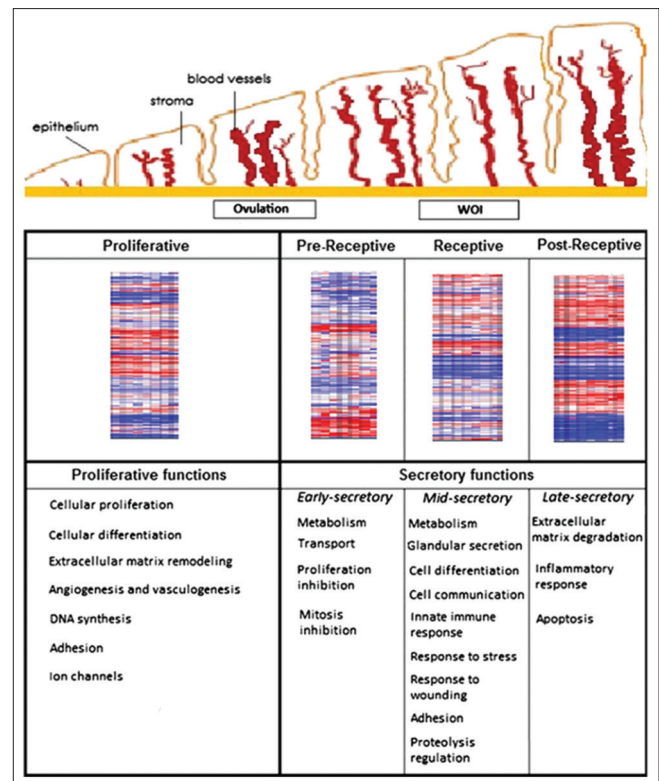 blood vessels
stroma
epithelium
Ovulation
WOI
Proliferative
Pre-Receptive
Receptive
Post-Receptive
Proliferative functions
Secretory functions
Cellular proliferation
Cellular differentiation
Extracellular matrix remodeling
Angiogenesis and vasculogenesis
DNA synthesis
Adhesion
Ion channels
Early-secretory
Metabolism
Transport
Proliferation
inhibition
Mitosis
inhibition
Mid-secretory
Metabolism
Glandular secretion
Cell differentiation
Cell communication
Innate immune
response
Response to stress
Response to
wounding
Adhesion
Proteolysis
regulation
Late-secretory
Extracellular
matrix degradation
Inflammatory
response
Apoptosis